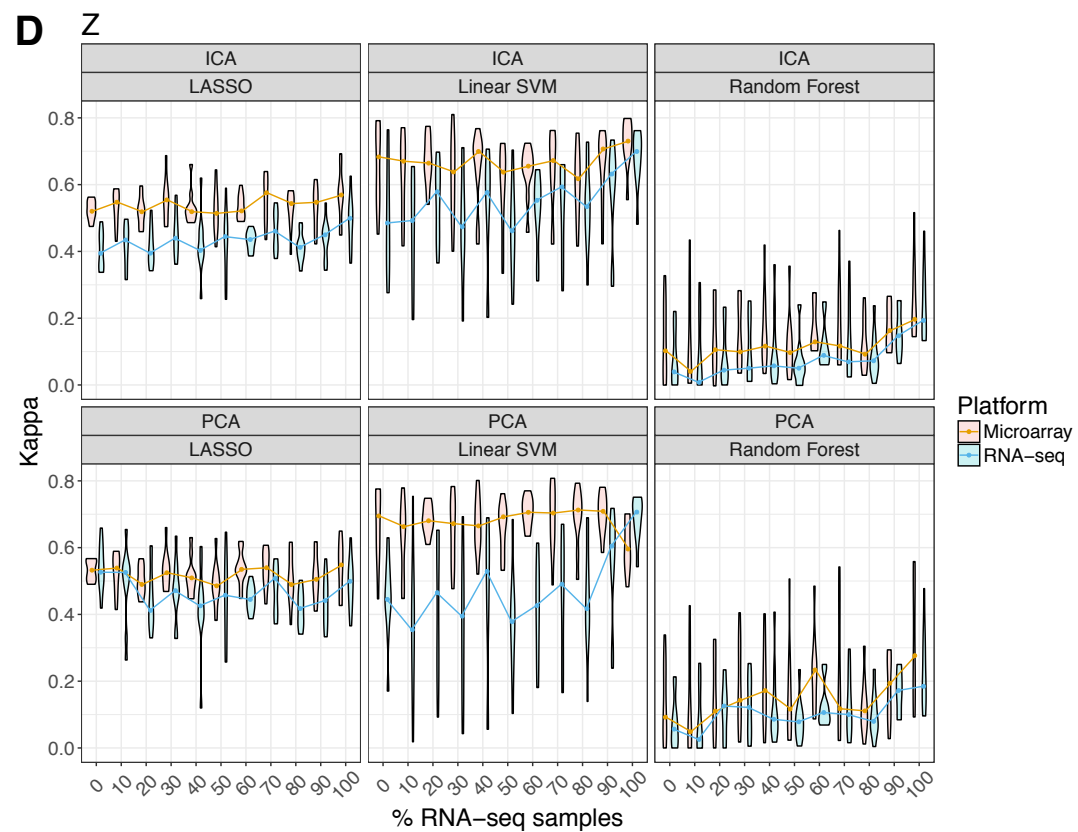 D Z
ICA ICA ICA
LASSO Linear SVM Random Forest
0.8
0.6
0.4
0.2
0.0
PCA PCA PCA
LASSO Linear SVM Random Forest
0.8
0.6
0.4
0.2
0.0
Kappa
0 10 20 30 40 50 60 70 80 90 100 0 10 20 30 40 50 60 70 80 90 100 0 10 20 30 40 50 60 70 80 90 100
% RNA−seq samples
Platform
Microarray
RNA−seq